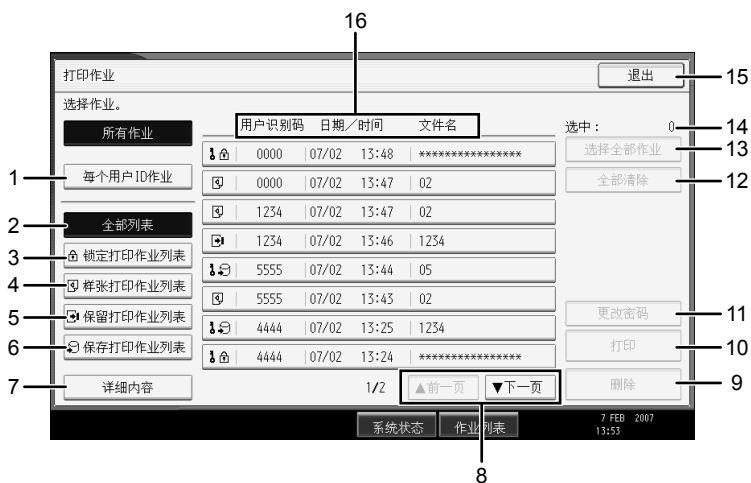 16
打印作业
退出
15
选择作业。
所有作业
用户识别码 日期／时间 文件名
选中： 0
14
0000 07/02 13:48 ****************
选择全部作业
13
1
每个用户ID作业
0000 07/02 13:47 02
全部清除
12
1234 07/02 13:47 02
2
全部列表
1234 07/02 13:46 1234
3
锁定打印作业列表
5555 07/02 13:44 05
4
样张打印作业列表
5555 07/02 13:43 02
5
保留打印作业列表
更改密码
11
4444 07/02 13:25 1234
6
保存打印作业列表
打印
10
4444 07/02 13:24 ****************
7
详细内容
1/2
▲前一页
▼下一页
删除
9
系统状态
作业列表
7 FEB 2007
13:53
8